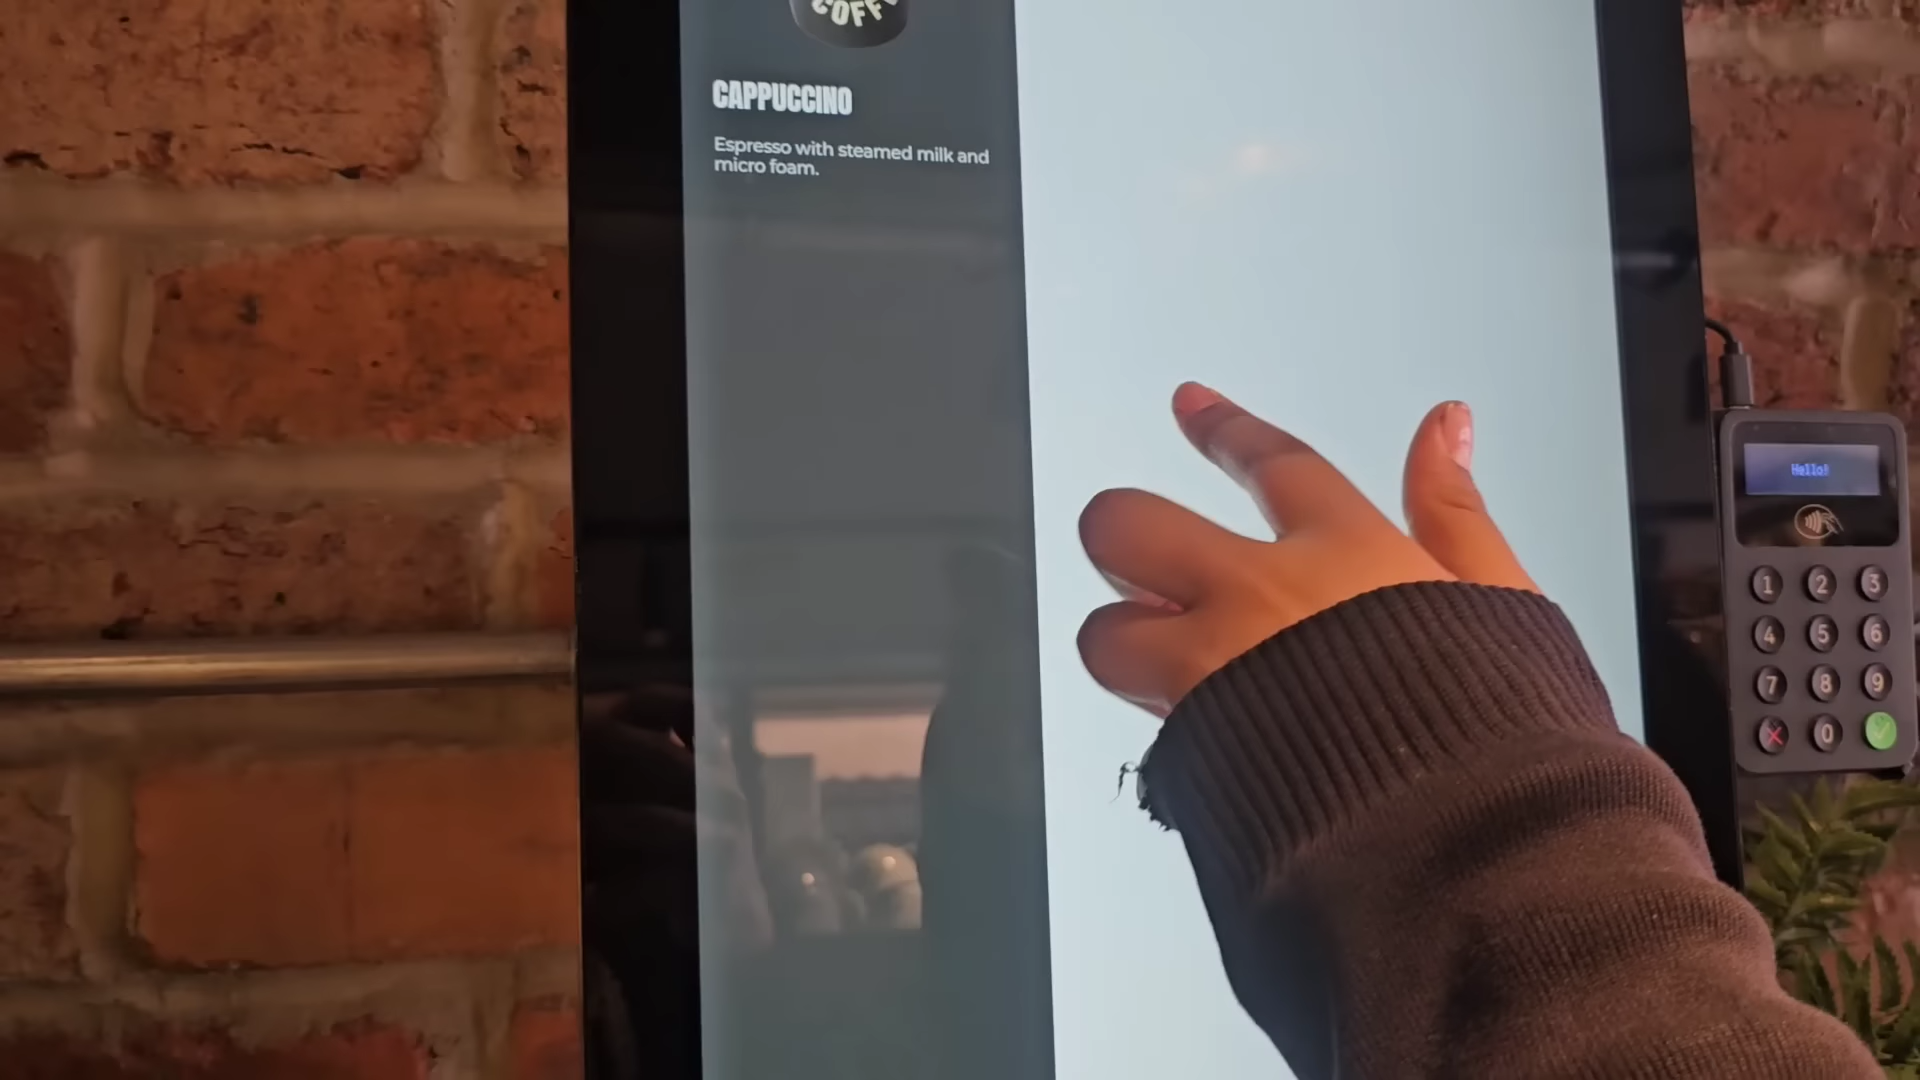 COFFE
CAPPUCCINO
Espresso with steamed milk and
micro foam.
Hello!
1 2 3
4 5 6
7 8 9
0